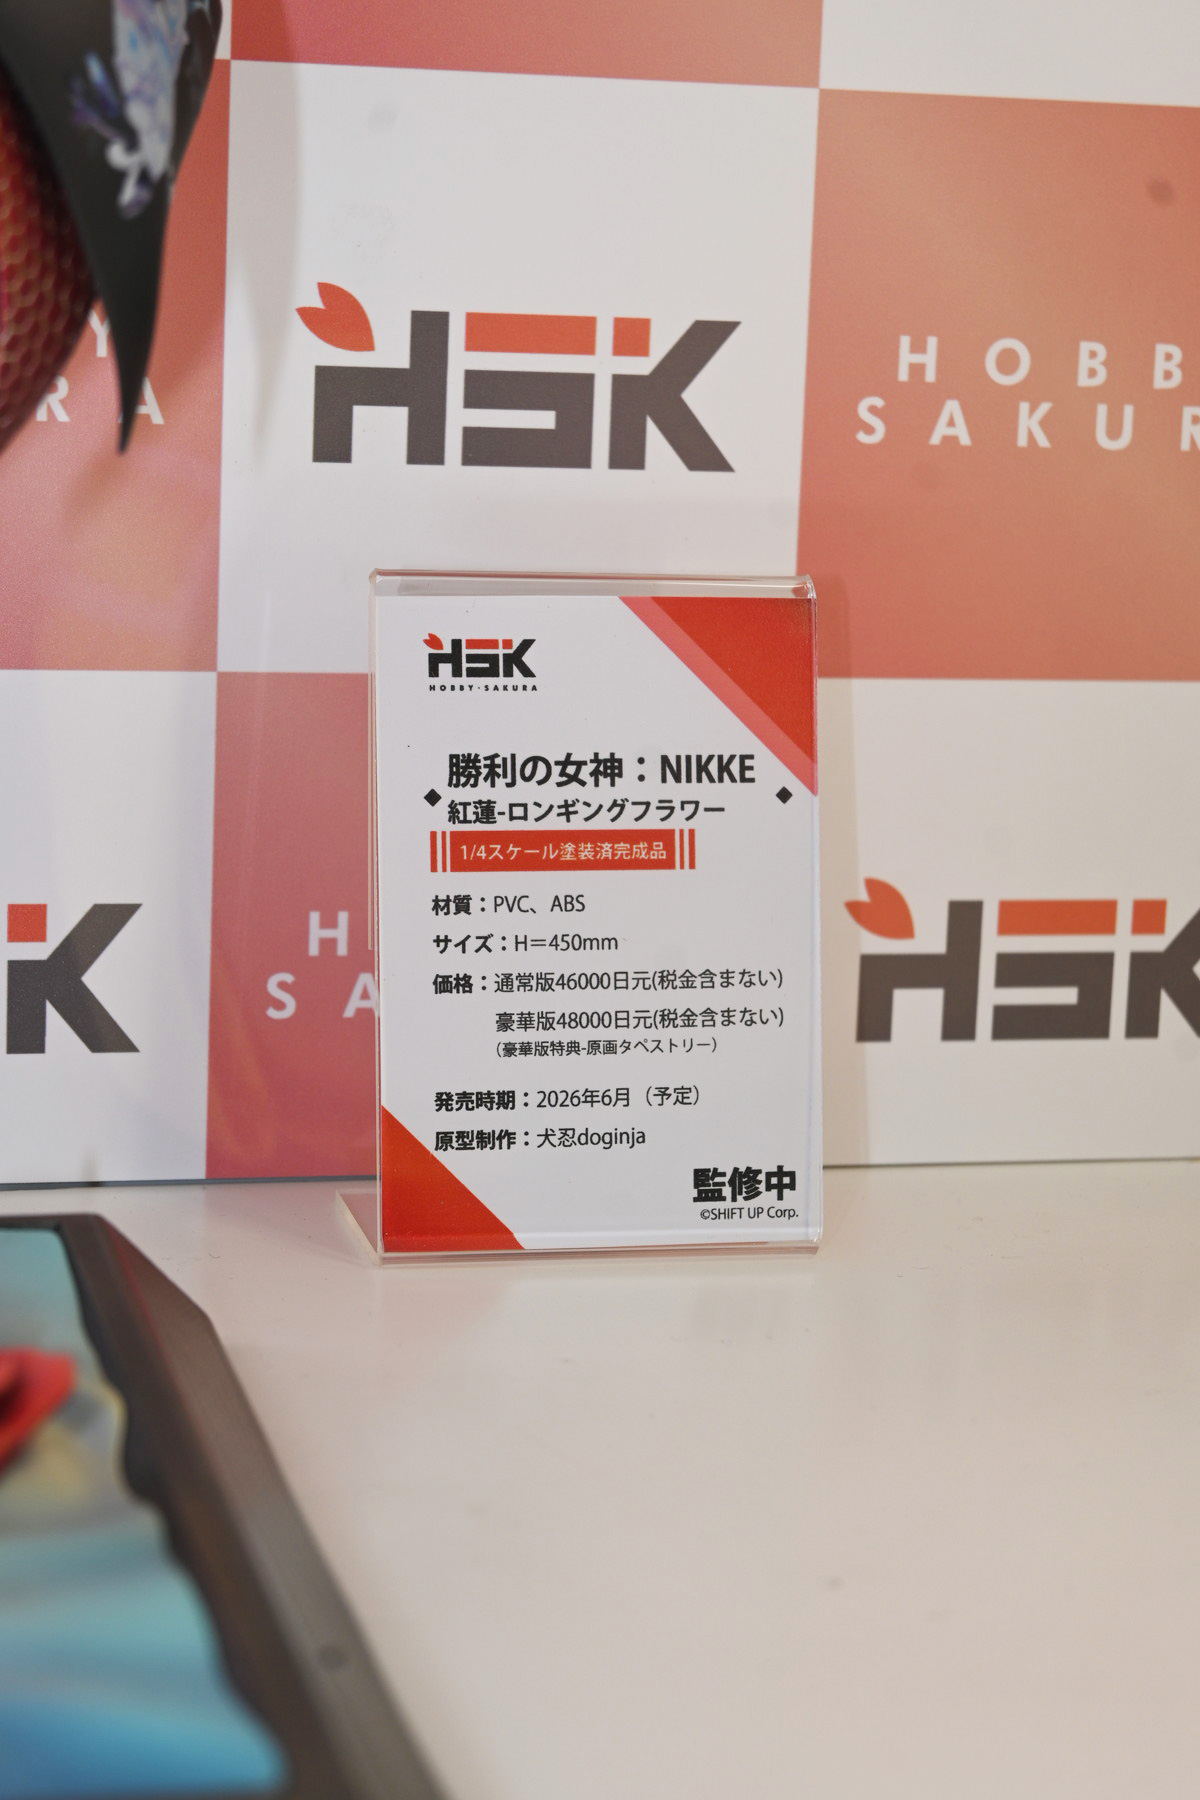 HSK
HOBB
SAKUR
Y
RA
HSK
HOBBY·SAKURA
勝利の女神：NIKKE
紅蓮-ロンギングフラワー
1/4スケール塗装済完成品
材質：PVC、ABS
サイズ：H＝450mm
価格：通常版46000日元(税金含まない)
豪華版48000日元(税金含まない)
（豪華版特典-原画タペストリー）
発売時期：2026年6月（予定）
原型制作：犬忍doginja
監修中
©SHIFT UP Corp.
K
H
SA
HSK